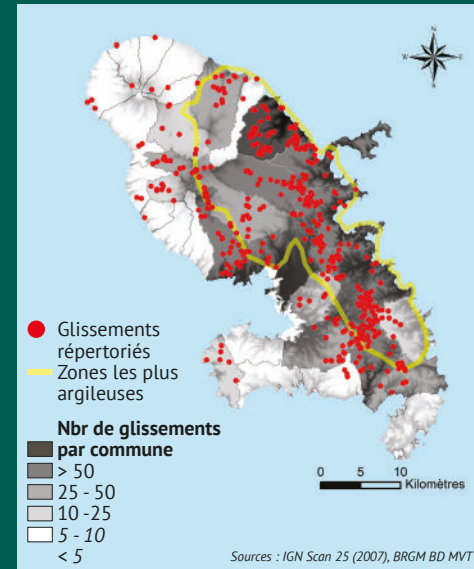 N
W
E
S
Glissements
répertoriés
Zones les plus
argileuses
Nbr de glissements
par commune
> 50
25 - 50
10 -25
5 - 10
< 5
0 5 10
Kilomètres
Sources : IGN Scan 25 (2007), BRGM BD MVT